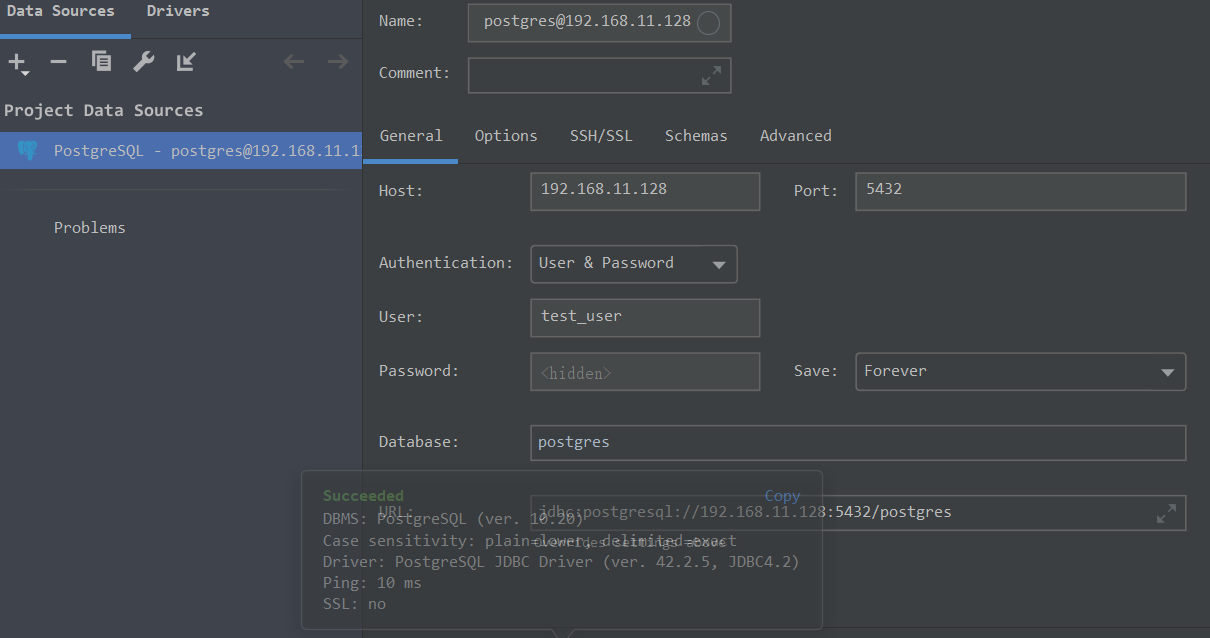 Data Sources
Drivers
Project Data Sources
PostgreSQL - postgres@192.168.11.1
Problems
Name: postgres@192.168.11.128
Comment:
General Options SSH/SSL Schemas Advanced
Host: 192.168.11.128 Port: 5432
Authentication: User & Password
User: test_user
Password: <hidden> Save: Forever
Database: postgres
URL: jdbc:postgresql://192.168.11.128:5432/postgres
Overrides settings above
Succeeded Copy
DBMS: PostgreSQL (ver. 10.20)
Case sensitivity: plain=lower, delimited=exact
Driver: PostgreSQL JDBC Driver (ver. 42.2.5, JDBC4.2)
Ping: 10 ms
SSL: no